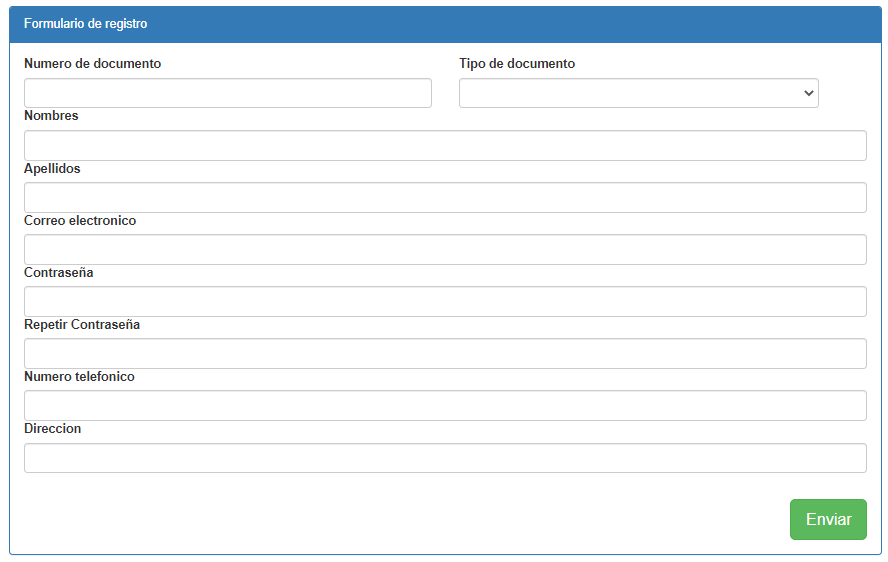 Formulario de registro
Numero de documento Tipo de documento
Nombres
Apellidos
Correo electronico
Contraseña
Repetir Contraseña
Numero telefonico
Direccion
Enviar